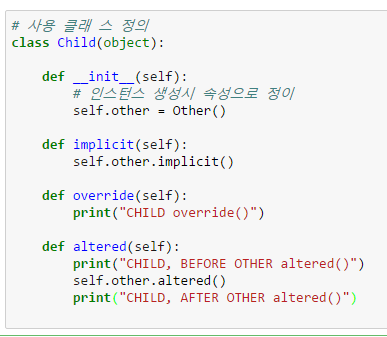 # 사용 클래 스 정의
class Child(object):
    def __init__(self):
        # 인스턴스 생성시 속성으로 정이
        self.other = Other()
    def implicit(self):
        self.other.implicit()
    def override(self):
        print("CHILD override()")
    def altered(self):
        print("CHILD, BEFORE OTHER altered()")
        self.other.altered()
        print("CHILD, AFTER OTHER altered()")